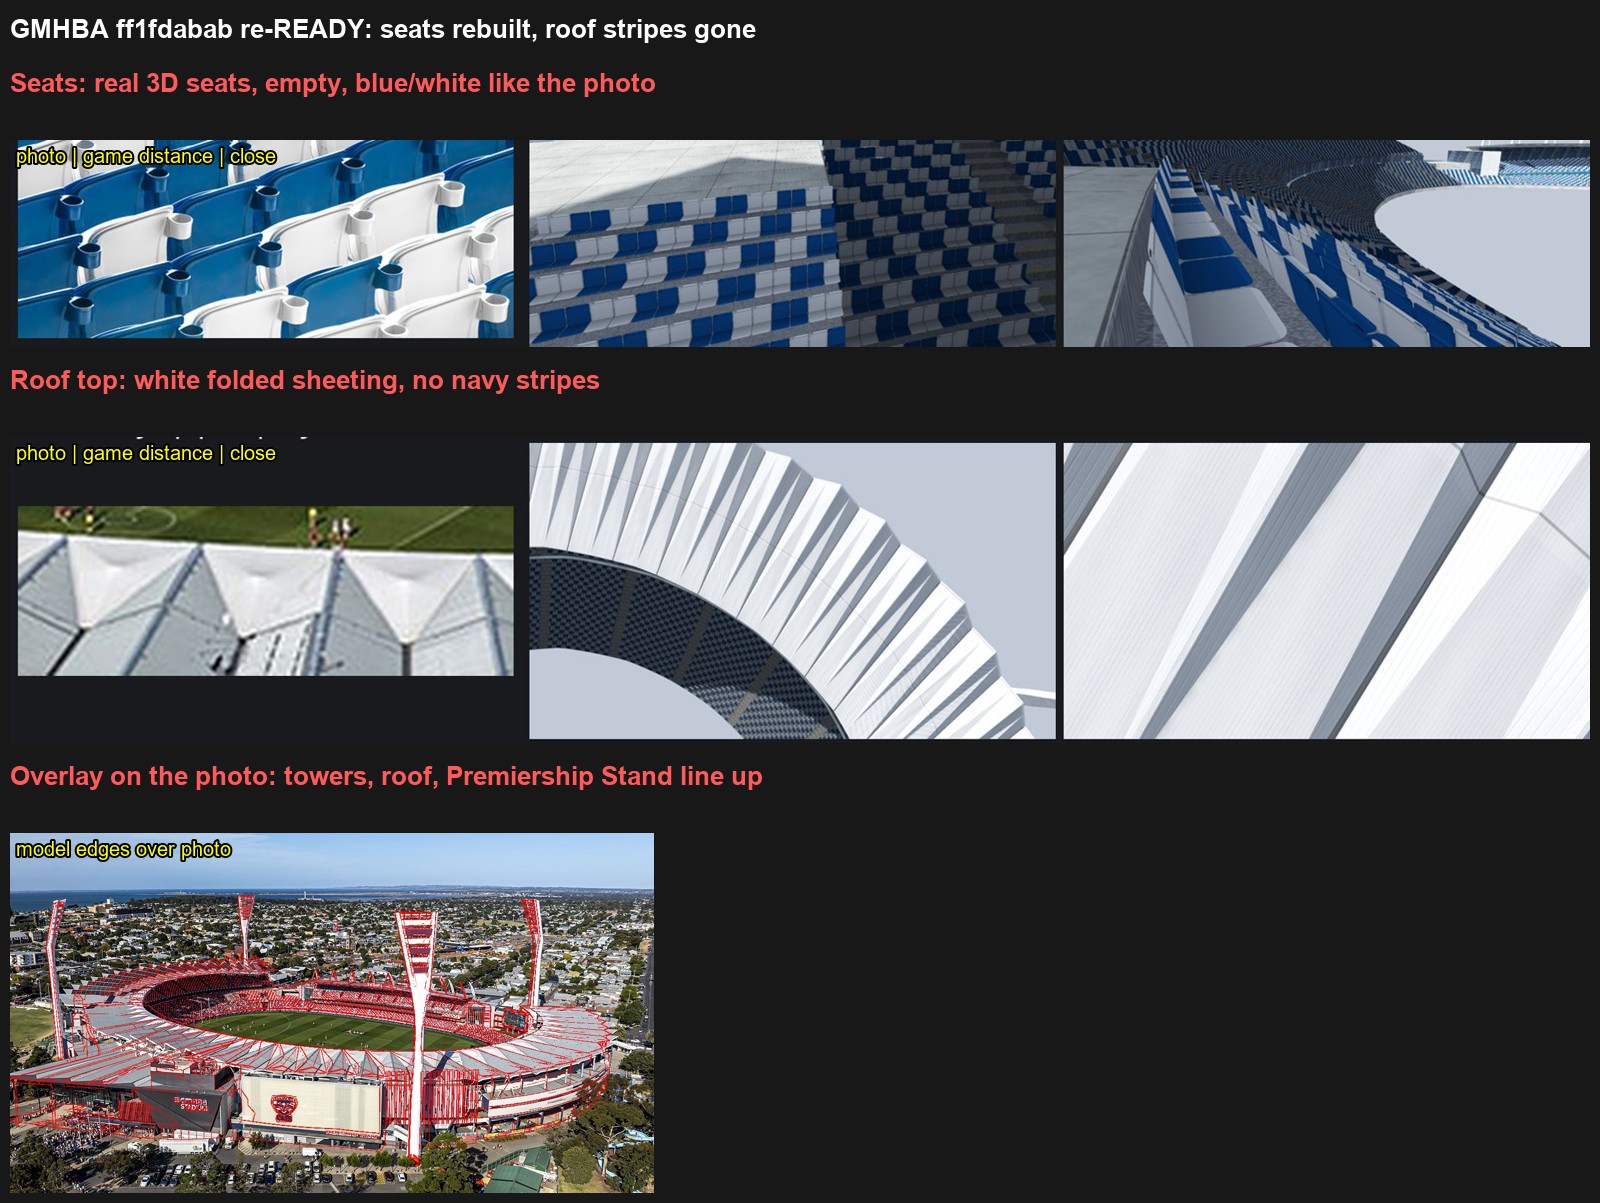 GMHBA ff1fdabab re-READY: seats rebuilt, roof stripes gone
Seats: real 3D seats, empty, blue/white like the photo
photo | game distance | close
Roof top: white folded sheeting, no navy stripes
photo | game distance | close
Overlay on the photo: towers, roof, Premiership Stand line up
model edges over photo